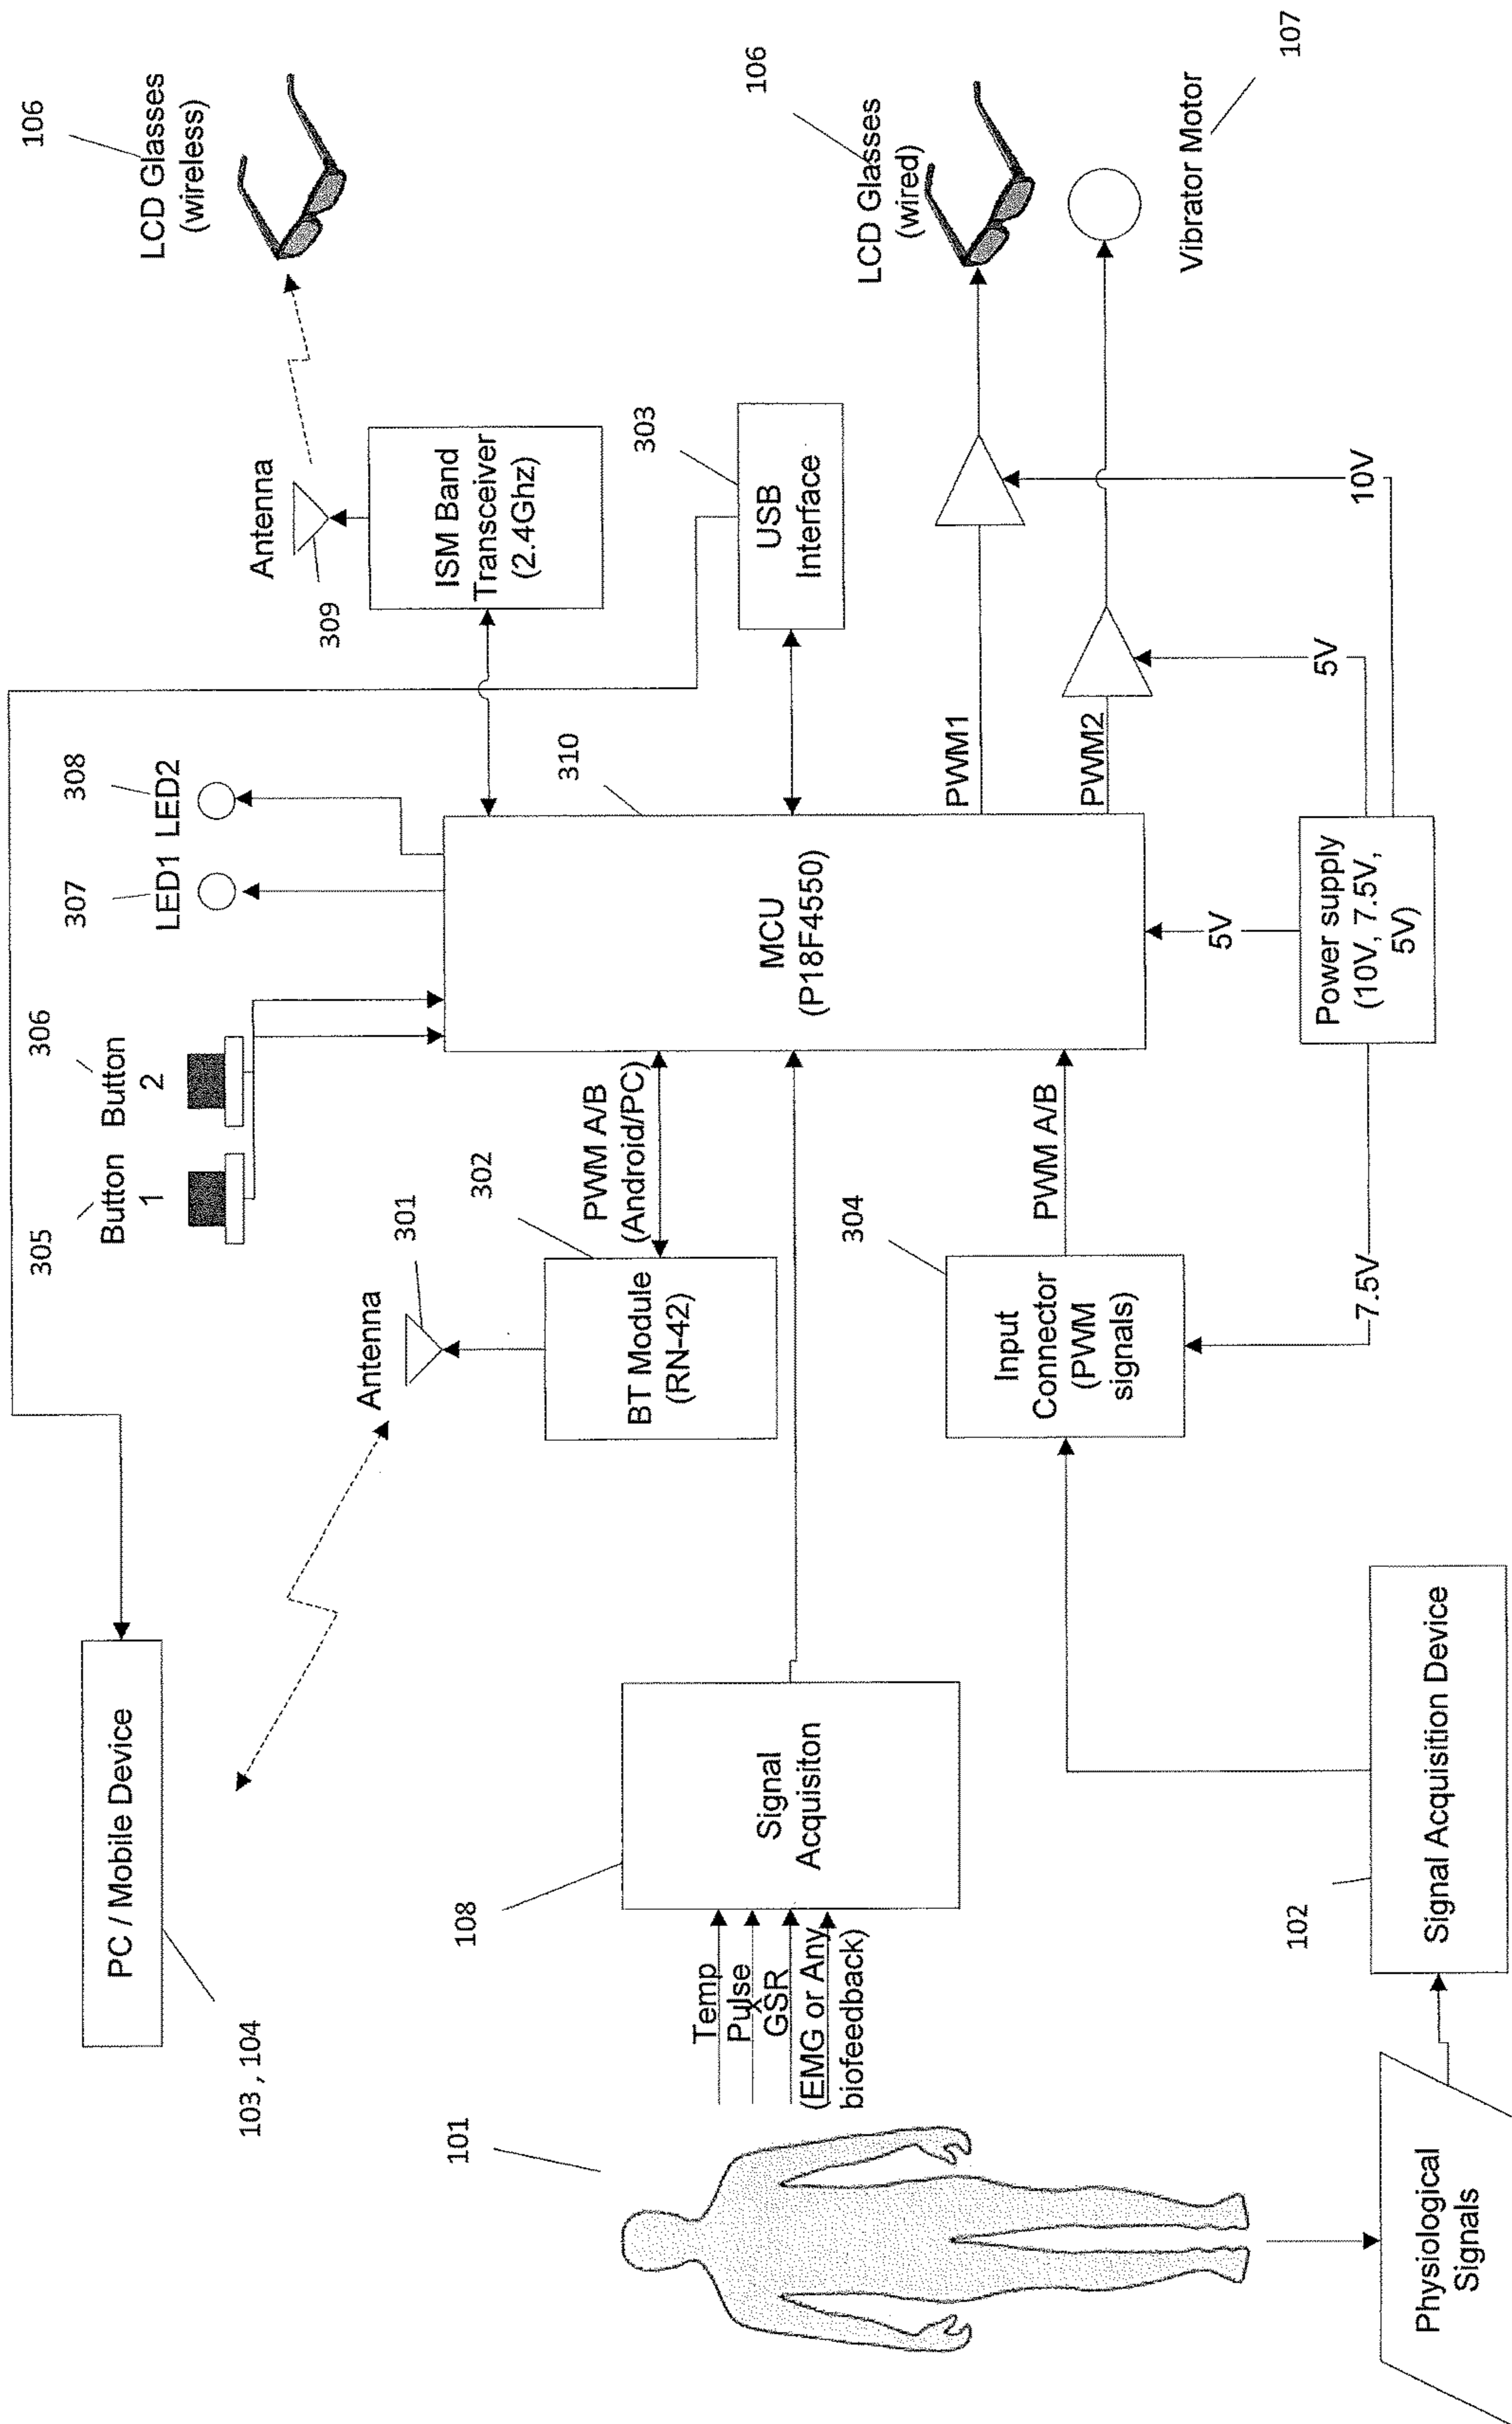 103 , 104
PC / Mobile Device
305
Button
1
306
Button
2
307
LED1
308
LED2
106
LCD Glasses
(wireless)
Antenna
301
Antenna
309
302
BT Module
(RN-42)
PWM A/B
(Android/PC)
310
MCU
(P18F4550)
ISM Band
Transceiver
(2.4Ghz)
303
USB
Interface
101
Temp
Pulse
GSR
(EMG or Any
biofeedback)
108
Signal
Acquisiton
304
Input
Connector
(PWM
signals)
PWM A/B
PWM1
PWM2
106
LCD Glasses
(wired)
107
Vibrator Motor
Physiological
Signals
102
Signal Acquisition Device
7.5V
5V
Power supply
(10V, 7.5V,
5V)
5V
10V